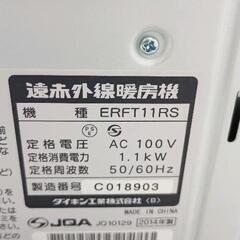 遠赤外線暖房機
機種 ERFT11RS
PSE
定格電圧 AC 100V
定格消費電力 1.1kW
定格周波数 50/60Hz
製造番号 C018903
ダイキン工業株式会社 (B)
MADE IN CHINA
JQA JG10129 2014年製